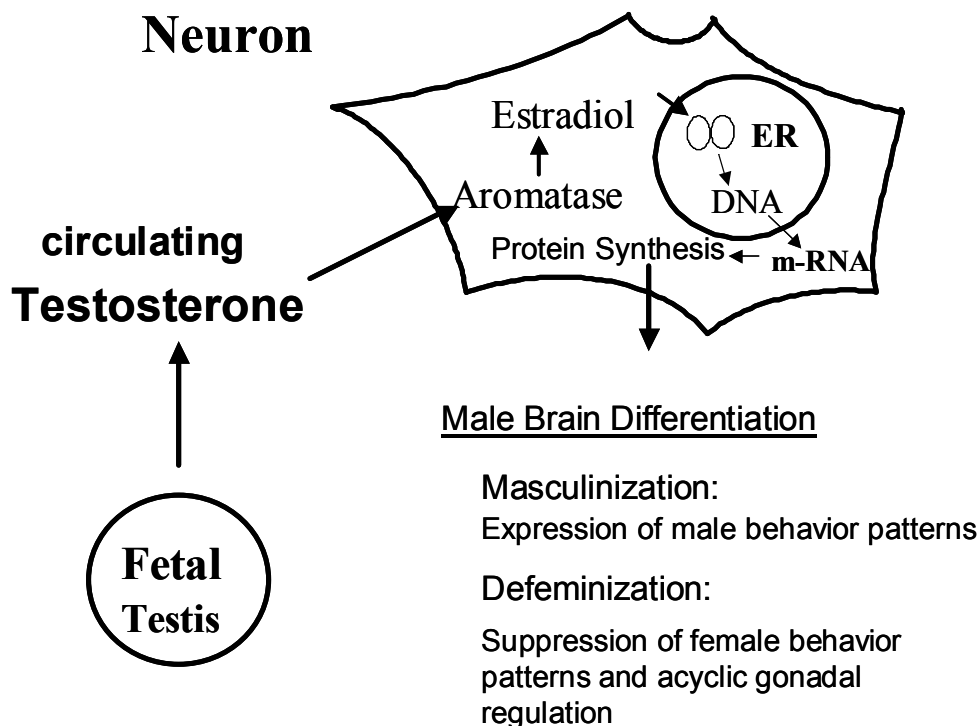 Neuron
Estradiol
ER
Aromatase
DNA
Protein Synthesis
m-RNA
circulating
Testosterone
Fetal
Testis
Male Brain Differentiation
Masculinization:
Expression of male behavior patterns
Defeminization:
Suppression of female behavior
patterns and acyclic gonadal
regulation